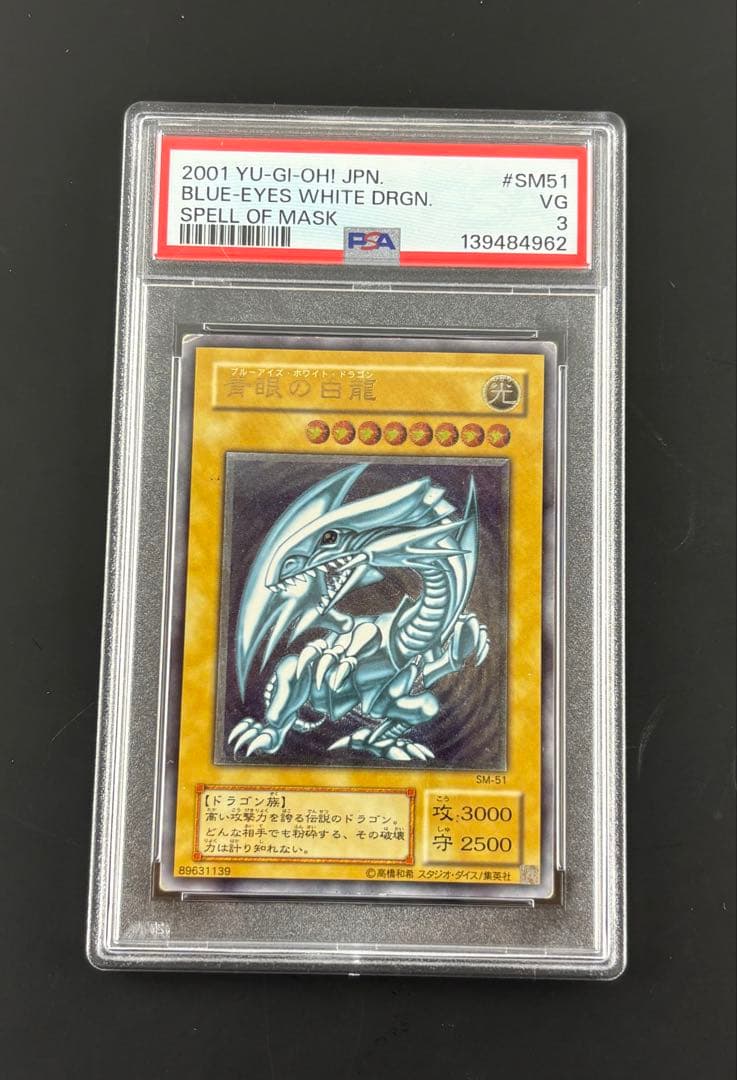 2001 YU-GI-OH! JPN. #SM51
BLUE-EYES WHITE DRGN. VG
SPELL OF MASK 3
PSA 139484962
ブルーアイズ・ホワイト・ドラゴン
青眼の白龍
光
SM-51
【ドラゴン族】
高い攻撃力を誇る伝説のドラゴン。
どんな相手でも粉砕する、その破壊
力は計り知れない。
攻 3000
守 2500
89631139 ©高橋和希 スタジオ・ダイス/集英社